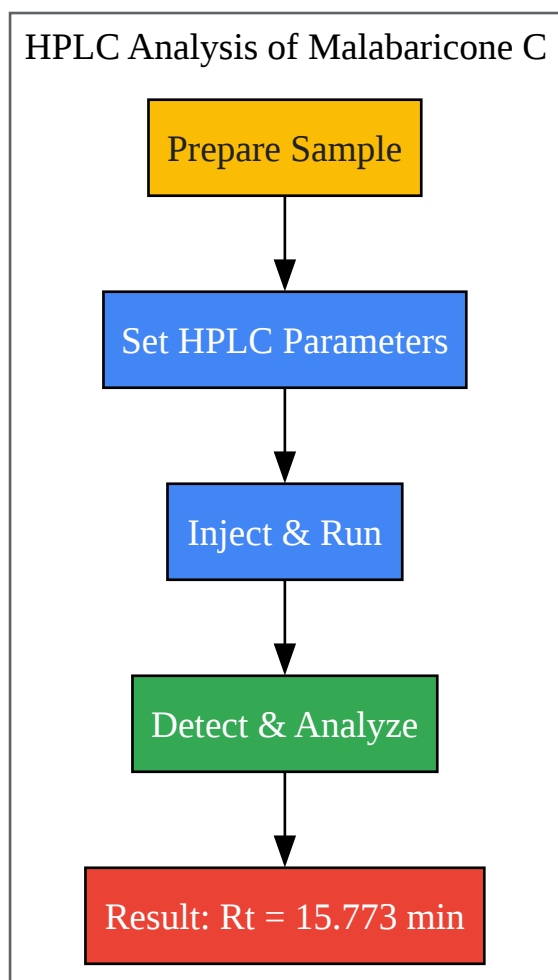 HPLC Analysis of Malabaricone C
Prepare Sample
Set HPLC Parameters
Inject & Run
Detect & Analyze
Result: Rt = 15.773 min